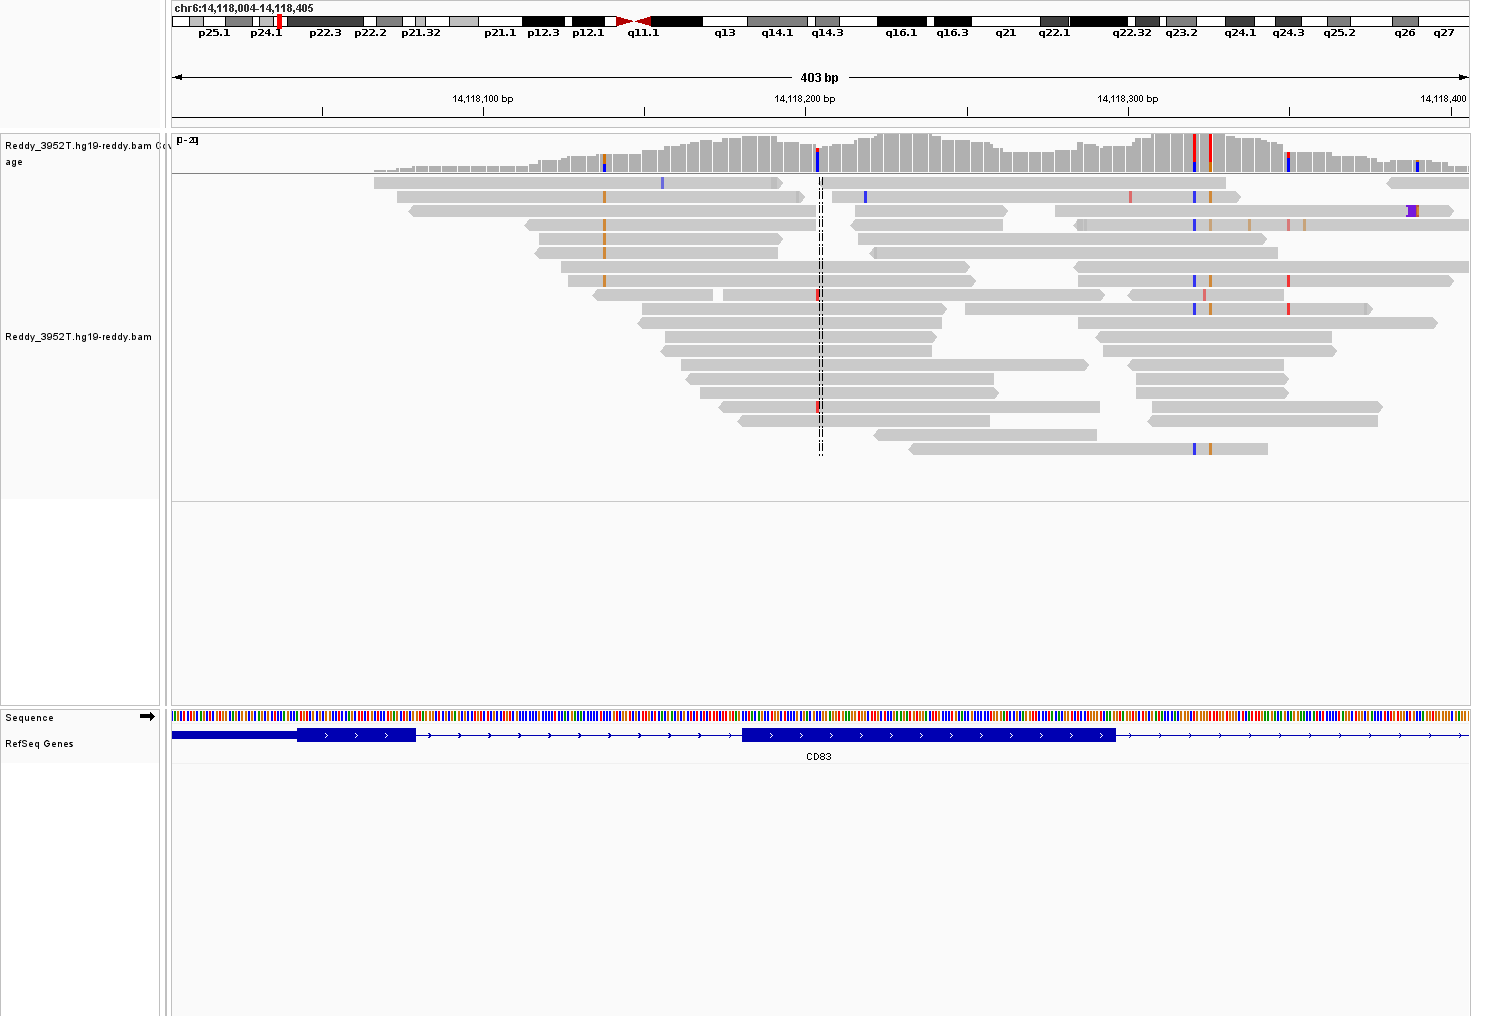 chr6:14,118,004-14,118,405
p25.1 p24.1 p22.3 p22.2 p21.32 p21.1 p12.3 p12.1 q11.1 q13 q14.1 q14.3 q16.1 q16.3 q21 q22.1 q22.32 q23.2 q24.1 q24.3 q25.2 q26 q27
403 bp
14,118,100 bp 14,118,200 bp 14,118,300 bp 14,118,400
[0 - 20]
Reddy_3952T.hg19-reddy.bam Cov
age
Reddy_3952T.hg19-reddy.bam
Sequence
RefSeq Genes
CD83